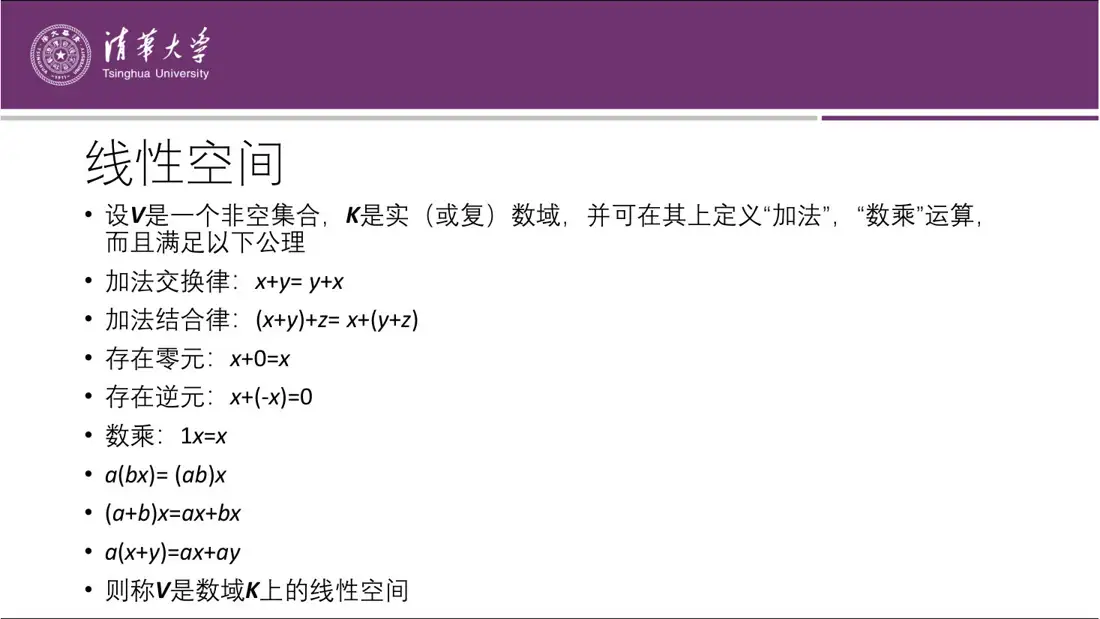 清华大学
Tsinghua University
线性空间
• 设V是一个非空集合，K是实（或复）数域，并可在其上定义“加法”，“数乘”运算，
而且满足以下公理
• 加法交换律：x+y= y+x
• 加法结合律：(x+y)+z= x+(y+z)
• 存在零元：x+0=x
• 存在逆元：x+(-x)=0
• 数乘：1x=x
• a(bx)= (ab)x
• (a+b)x=ax+bx
• a(x+y)=ax+ay
• 则称V是数域K上的线性空间